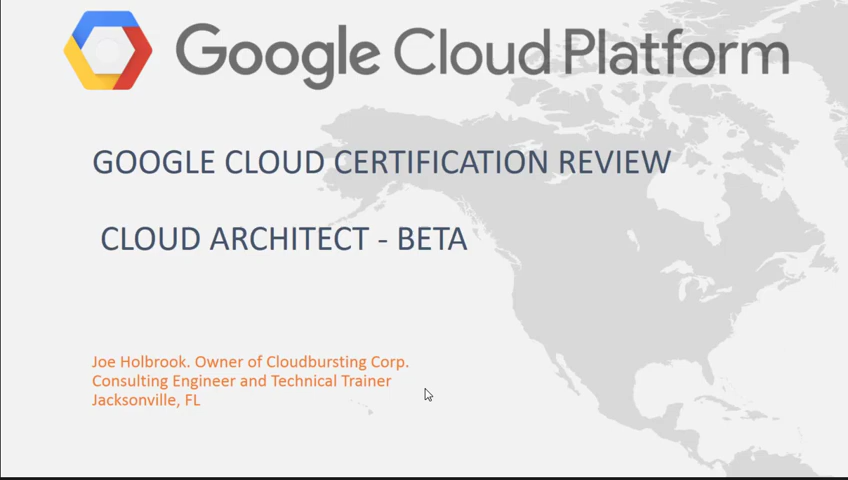 Google Cloud Platform
GOOGLE CLOUD CERTIFICATION REVIEW
CLOUD ARCHITECT - BETA
Joe Holbrook. Owner of Cloudbursting Corp.
Consulting Engineer and Technical Trainer
Jacksonville, FL